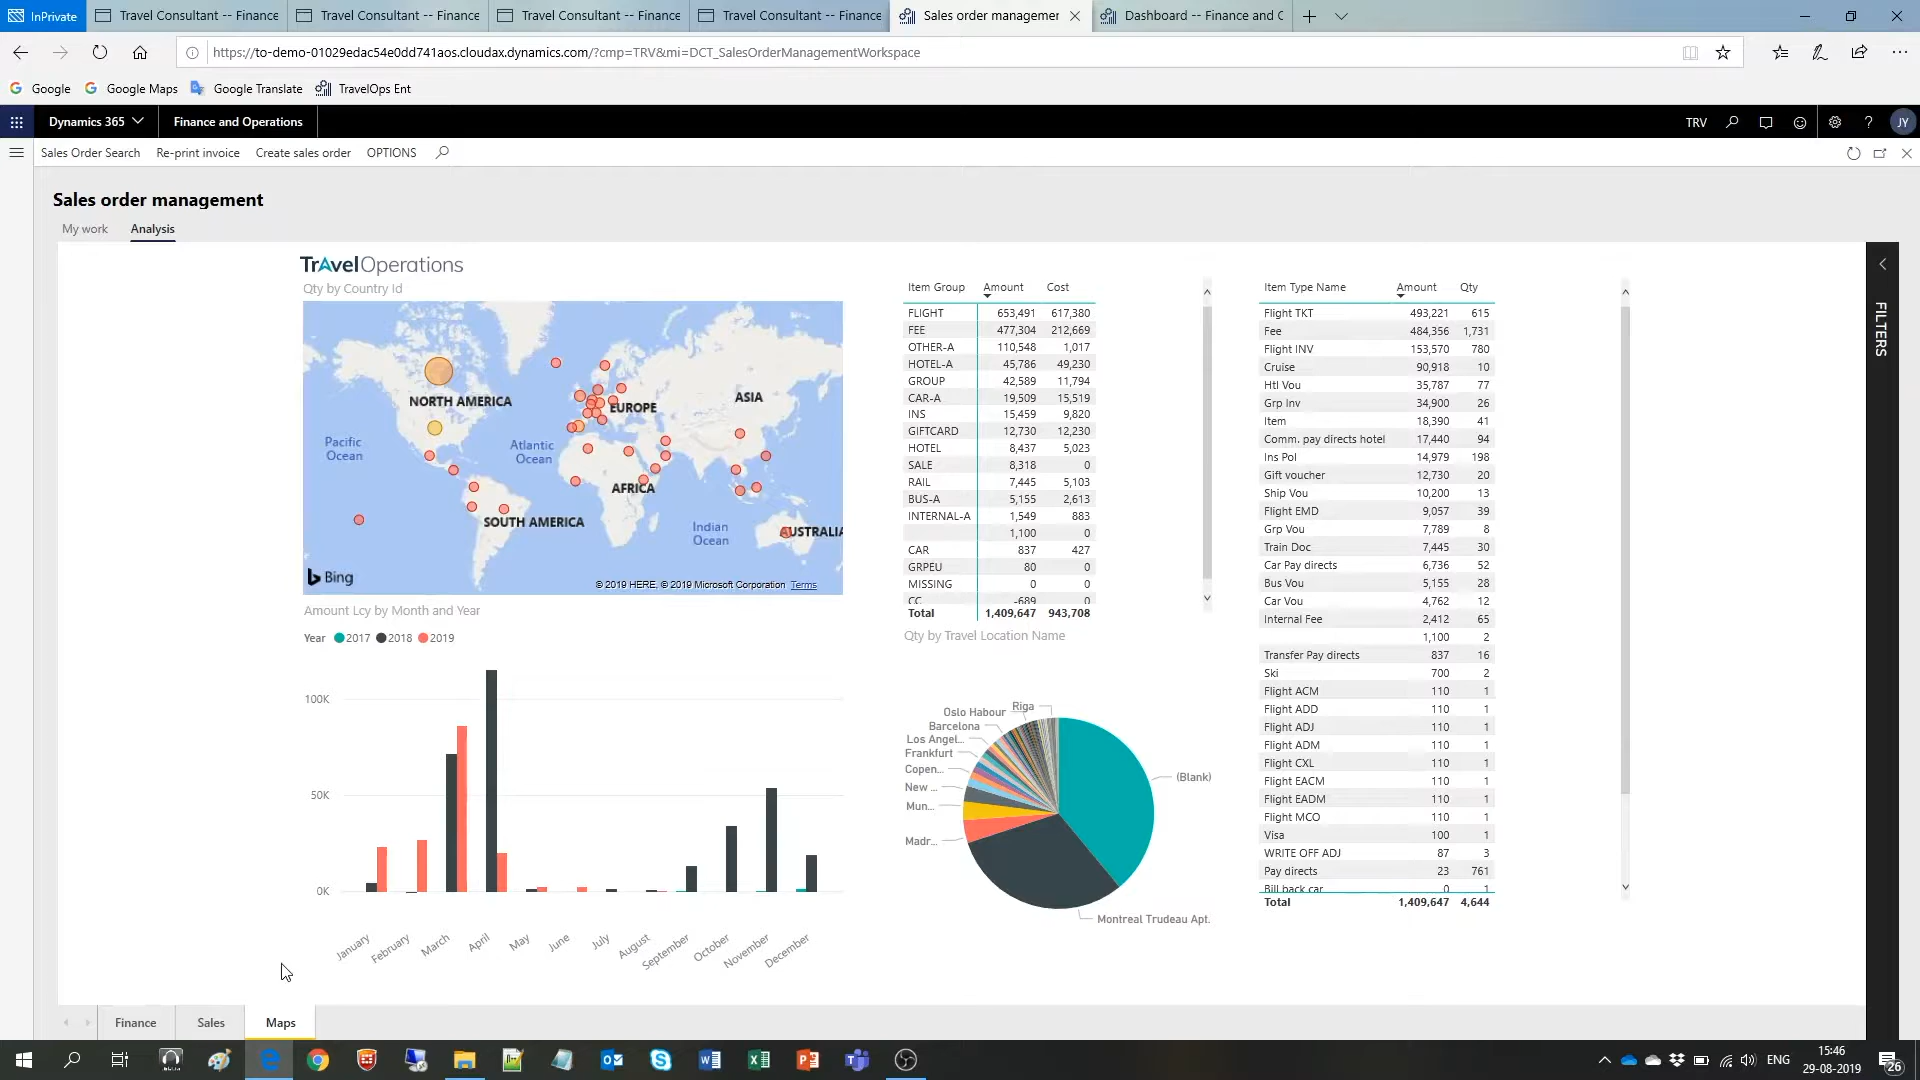 InPrivate
Travel Consultant -- Finance
Travel Consultant -- Finance
Travel Consultant -- Finance
Travel Consultant -- Finance
Sales order managemer
Dashboard -- Finance and C
https://to-demo-01029edac54e0dd741aos.cloudax.dynamics.com/?cmp=TRV&mi=DCT_SalesOrderManagementWorkspace
Google
Google Maps
Google Translate
TravelOps Ent
Dynamics 365
Finance and Operations
TRV
JY
Sales Order Search
Re-print invoice
Create sales order
OPTIONS
Sales order management
My work
Analysis
TravelOperations
Qty by Country Id
NORTH AMERICA
EUROPE
ASIA
Pacific Ocean
Atlantic Ocean
AFRICA
SOUTH AMERICA
Indian Ocean
AUSTRALIA
Bing
© 2019 HERE, © 2019 Microsoft Corporation Terms
Amount Lcy by Month and Year
Year 2017 2018 2019
100K
50K
0K
January
February
March
April
May
June
July
August
September
October
November
December
Item Group Amount Cost
FLIGHT 653,491 617,380
FEE 477,304 212,669
OTHER-A 110,548 1,017
HOTEL-A 45,786 49,230
GROUP 42,589 11,794
CAR-A 19,509 15,519
INS 15,459 9,820
GIFTCARD 12,730 12,230
HOTEL 8,437 5,023
SALE 8,318 0
RAIL 7,445 5,103
BUS-A 5,155 2,613
INTERNAL-A 1,549 883
1,100 0
CAR 837 427
GRPEU 80 0
MISSING 0 0
CC -689 0
Total 1,409,647 943,708
Qty by Travel Location Name
Riga
Oslo Habour
Barcelona
Los Angel...
Frankfurt
Copen...
New ...
Mun...
Madr...
(Blank)
Montreal Trudeau Apt.
Item Type Name Amount Qty
Flight TKT 493,221 615
Fee 484,356 1,731
Flight INV 153,570 780
Cruise 90,918 10
Htl Vou 35,787 77
Grp Inv 34,900 26
Item 18,390 41
Comm. pay directs hotel 17,440 94
Ins Pol 14,979 198
Gift voucher 12,730 20
Ship Vou 10,200 13
Flight EMD 9,057 39
Grp Vou 7,789 8
Train Doc 7,445 30
Car Pay directs 6,736 52
Bus Vou 5,155 28
Car Vou 4,762 12
Internal Fee 2,412 65
1,100 2
Transfer Pay directs 837 16
Ski 700 2
Flight ACM 110 1
Flight ADD 110 1
Flight ADJ 110 1
Flight ADM 110 1
Flight CXL 110 1
Flight EACM 110 1
Flight EADM 110 1
Flight MCO 110 1
Visa 100 1
WRITE OFF ADJ 87 3
Pay directs 23 761
Bill back car 0 1
Total 1,409,647 4,644
FILTERS
Finance
Sales
Maps
ENG
15:46
29-08-2019
26